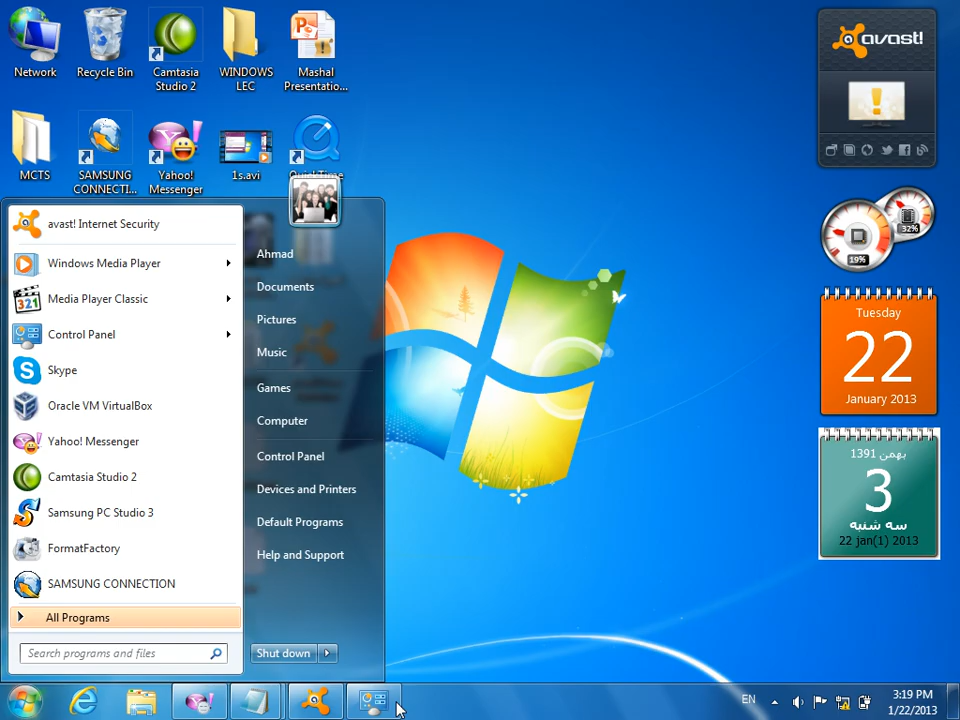 Network
Recycle Bin
Camtasia
Studio 2
WINDOWS
LEC
Mashal
Presentatio...
MCTS
SAMSUNG
CONNECTI...
Yahoo!
Messenger
1s.avi
QuickTime
avast! Internet Security
Windows Media Player
Media Player Classic
Control Panel
Skype
Oracle VM VirtualBox
Yahoo! Messenger
Camtasia Studio 2
Samsung PC Studio 3
FormatFactory
SAMSUNG CONNECTION
All Programs
Search programs and files
Ahmad
Documents
Pictures
Music
Games
Computer
Control Panel
Devices and Printers
Default Programs
Help and Support
Shut down
avast!
32%
19%
Tuesday
22
January 2013
بهمن 1391
3
سه شنبه
22 jan(1) 2013
EN
3:19 PM
1/22/2013